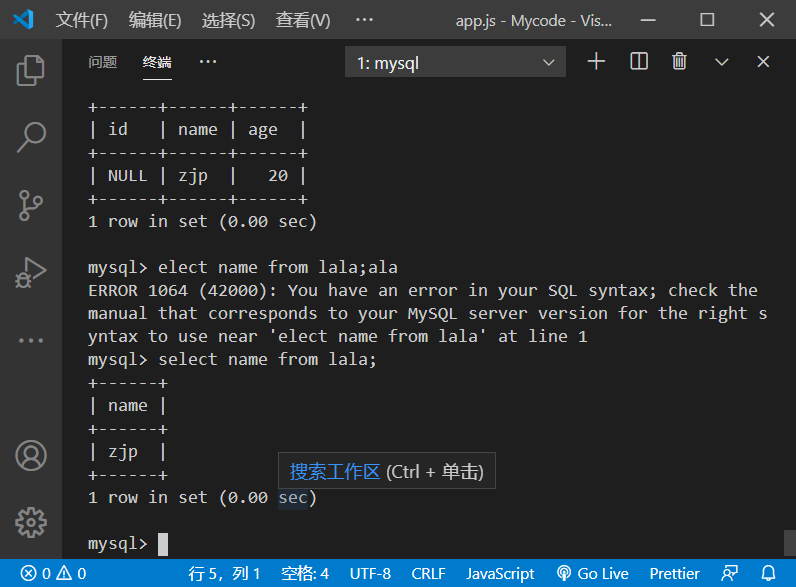 文件(F) 编辑(E) 选择(S) 查看(V) ··· app.js - Mycode - Vis...
问题 终端 ··· 1: mysql
+------+------+------+
| id   | name | age  |
+------+------+------+
| NULL | zjp  |   20 |
+------+------+------+
1 row in set (0.00 sec)
mysql> elect name from lala;ala
ERROR 1064 (42000): You have an error in your SQL syntax; check the
manual that corresponds to your MySQL server version for the right s
yntax to use near 'elect name from lala' at line 1
mysql> select name from lala;
+------+
| name |
+------+
| zjp  |
+------+
搜索工作区 (Ctrl + 单击)
1 row in set (0.00 sec)
mysql>
0 0 行 5，列 1 空格: 4 UTF-8 CRLF JavaScript Go Live Prettier